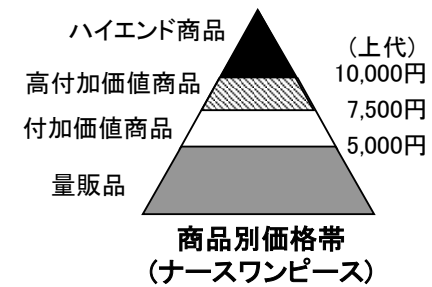 ハイエンド商品
(上代)
10,000円
高付加価値商品
7,500円
付加価値商品
5,000円
量販品
商品別価格帯
(ナースワンピース)